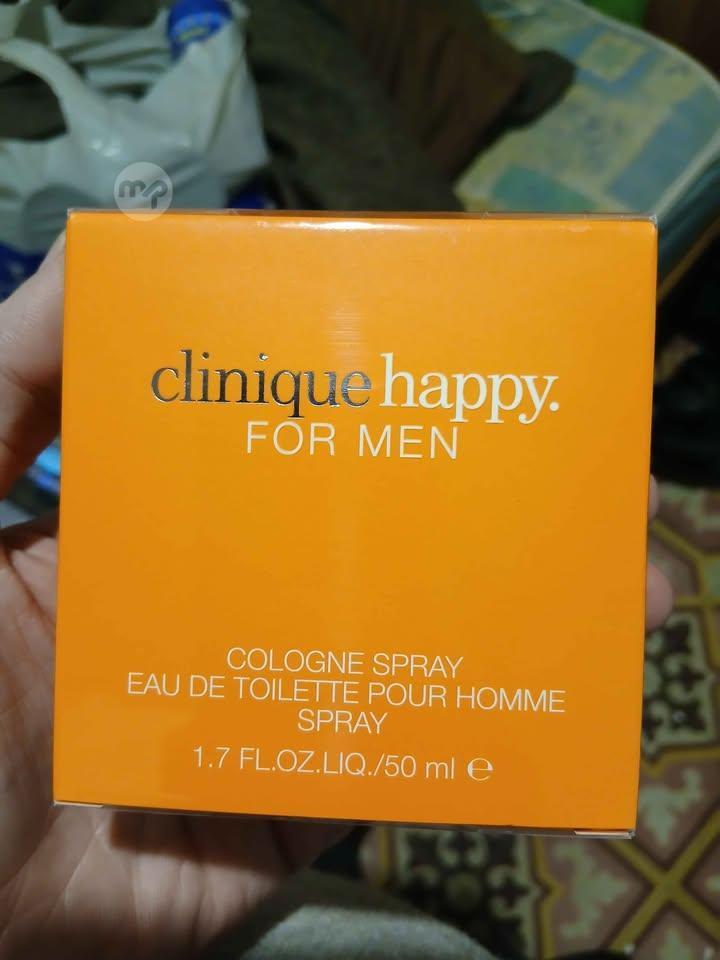 mp
clinique happy.
FOR MEN
COLOGNE SPRAY
EAU DE TOILETTE POUR HOMME
SPRAY
1.7 FL.OZ.LIQ./50 ml ℮